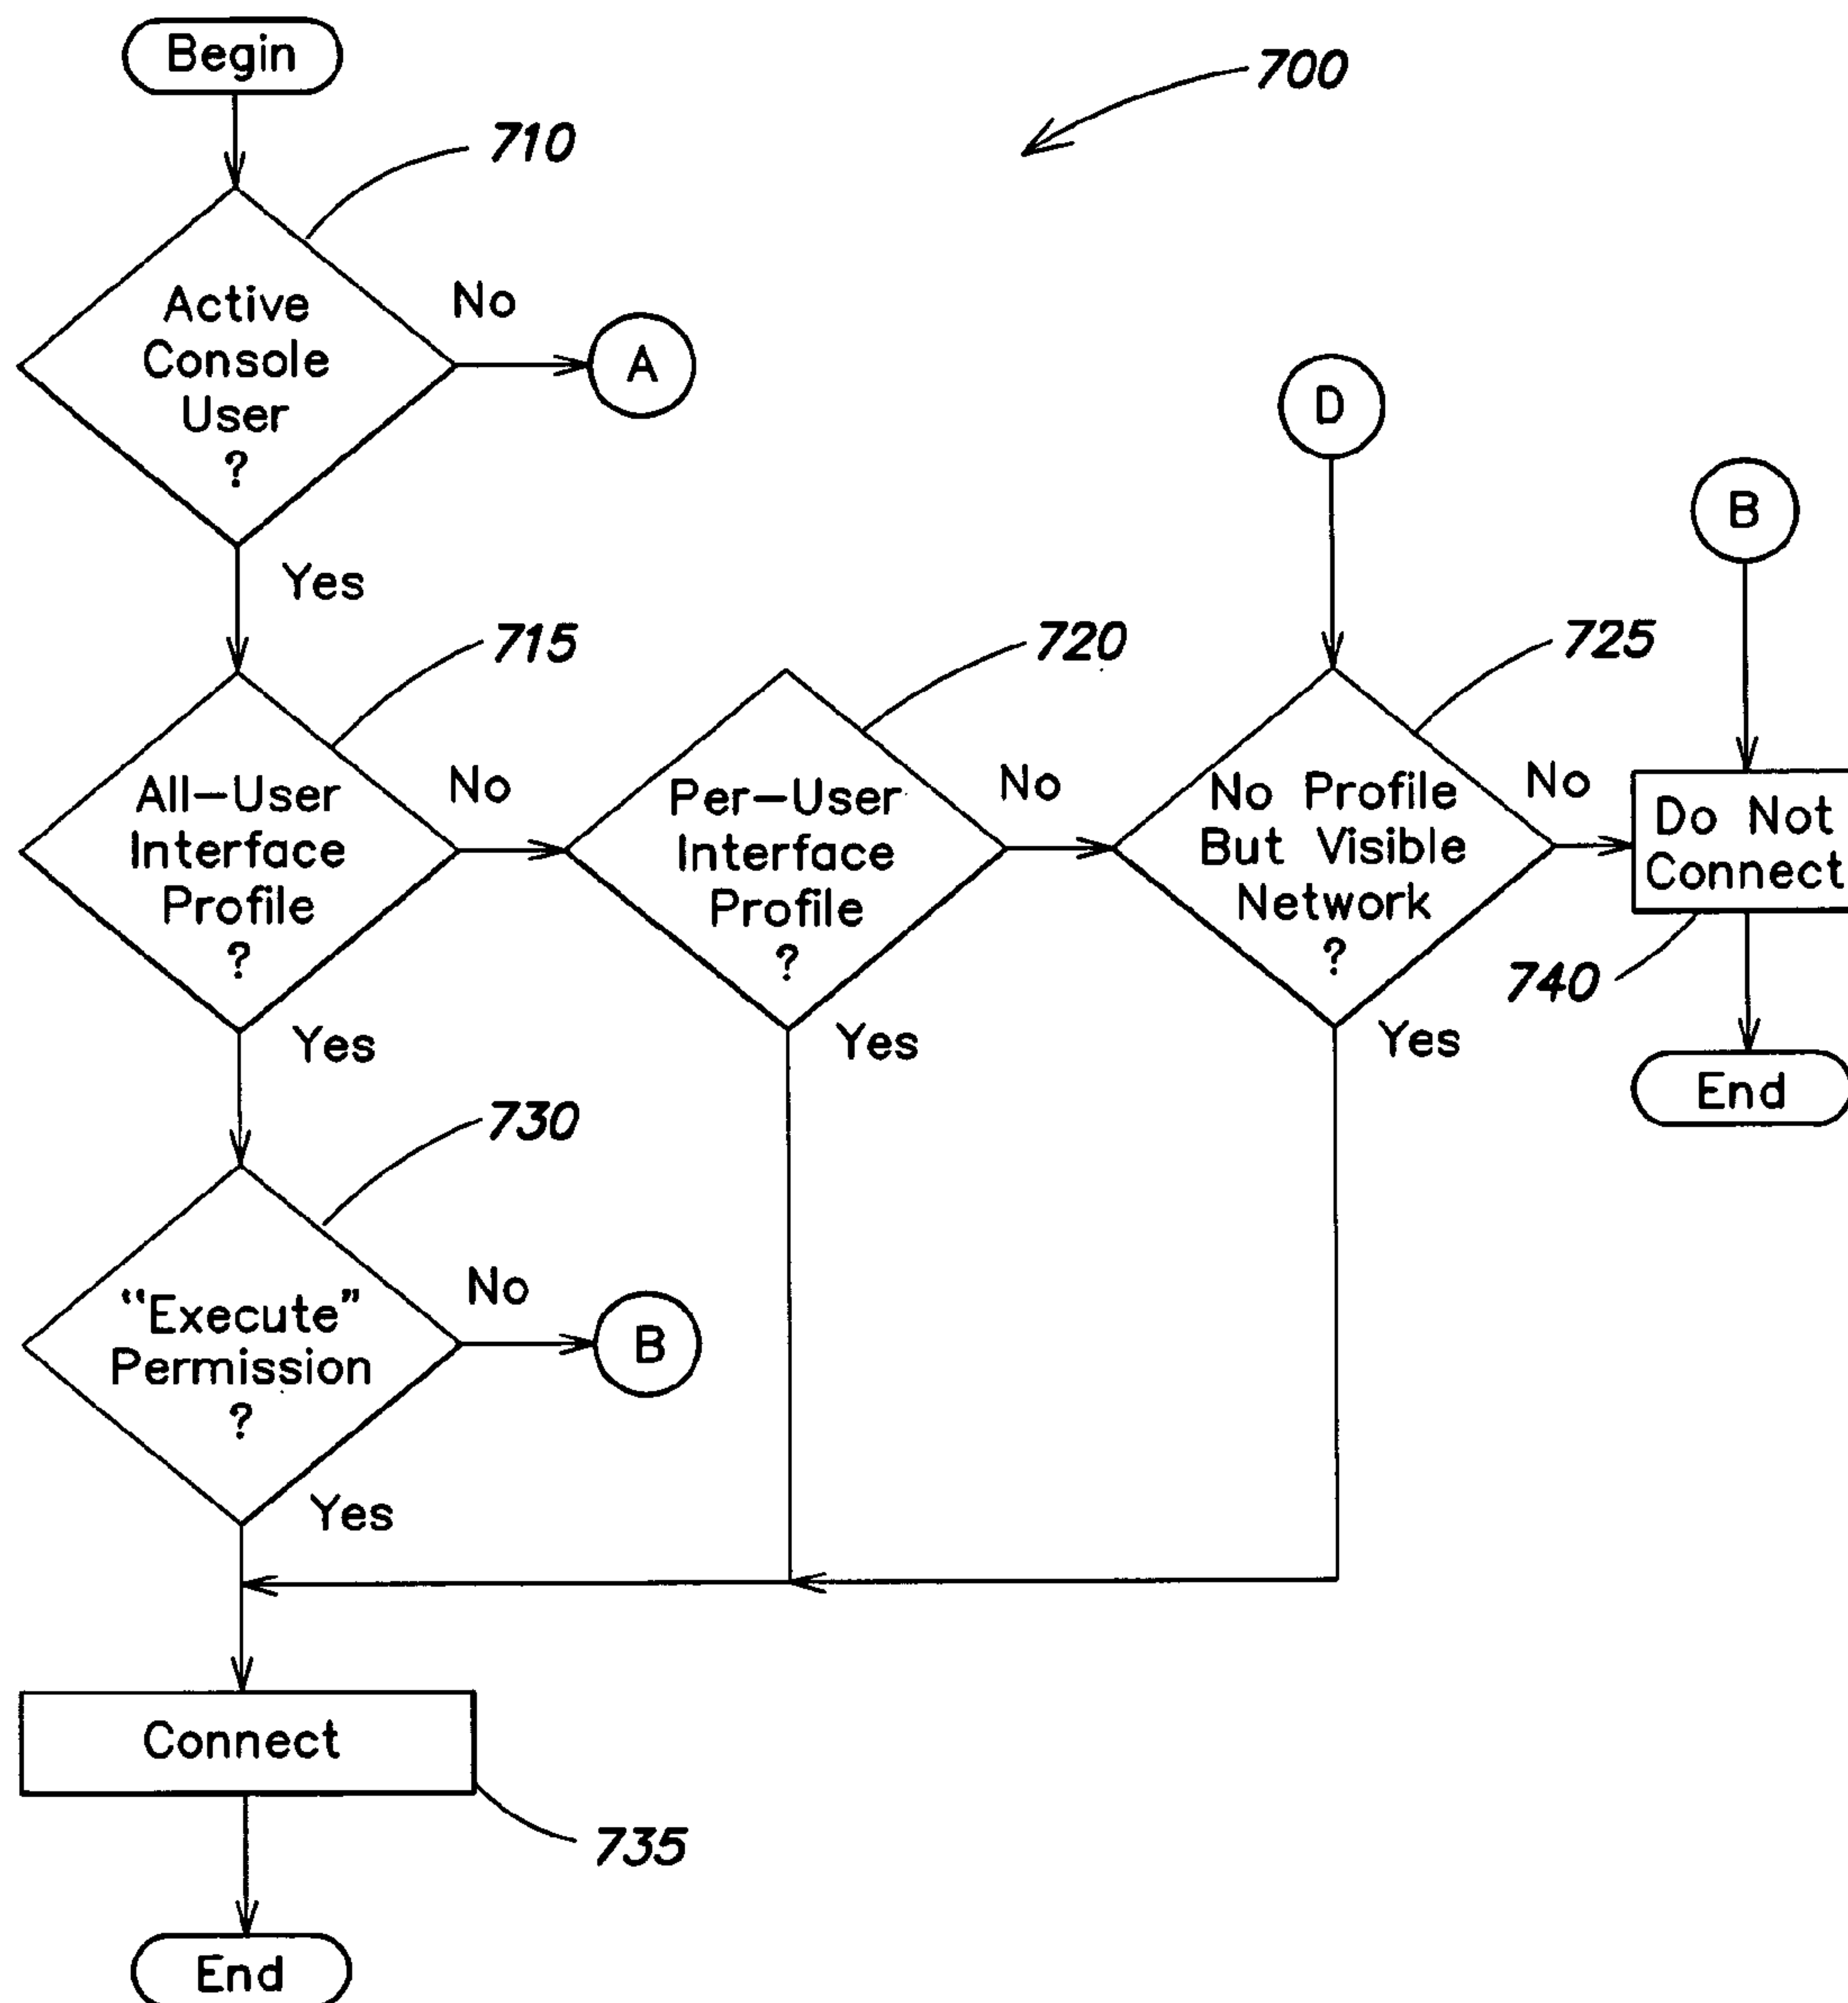 Begin
700
710
Active
Console
User
?
No
A
D
B
Yes
715
720
725
All-User
Interface
Profile
?
No
Per-User
Interface
Profile
?
No
No Profile
But Visible
Network
?
No
Do Not
Connect
740
Yes
Yes
Yes
End
730
"Execute"
Permission
?
No
B
Yes
Connect
735
End